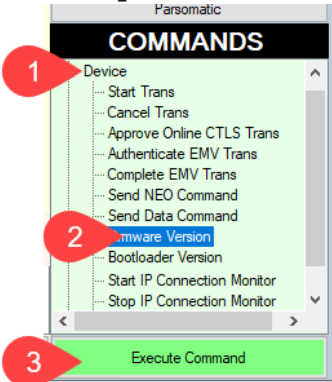 Parsomatic
COMMANDS
1
Device
Start Trans
Cancel Trans
Approve Online CTLS Trans
Authenticate EMV Trans
Complete EMV Trans
Send NEO Command
Send Data Command
2
Version
Bootloader Version
Start IP Connection Monitor
Stop IP Connection Monitor
3
Execute Command